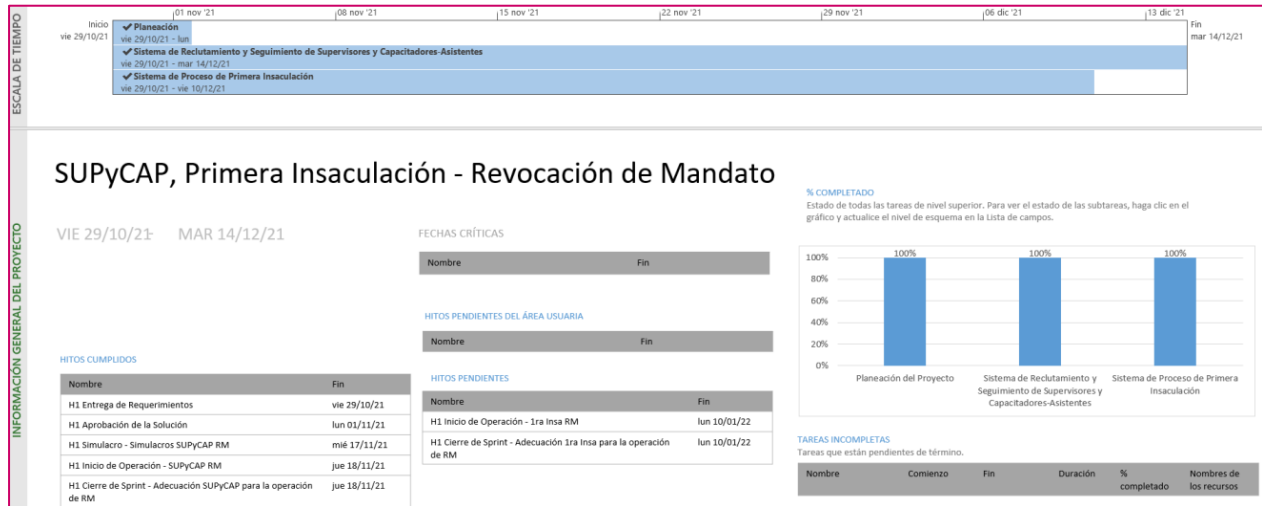 ESCALA DE TIEMPO
01 nov '21 08 nov '21 15 nov '21 22 nov '21 29 nov '21 06 dic '21 13 dic '21
Inicio
vie 29/10/21
Planeación
vie 29/10/21 - lun
Sistema de Reclutamiento y Seguimiento de Supervisores y Capacitadores-Asistentes
vie 29/10/21 - mar 14/12/21
Sistema de Proceso de Primera Insaculación
vie 29/10/21 - vie 10/12/21
Fin
mar 14/12/21
INFORMACIÓN GENERAL DEL PROYECTO
SUPyCAP, Primera Insaculación - Revocación de Mandato
VIE 29/10/21- MAR 14/12/21
HITOS CUMPLIDOS
Nombre Fin
H1 Entrega de Requerimientos vie 29/10/21
H1 Aprobación de la Solución lun 01/11/21
H1 Simulacro - Simulacros SUPyCAP RM mié 17/11/21
H1 Inicio de Operación - SUPyCAP RM jue 18/11/21
H1 Cierre de Sprint - Adecuación SUPyCAP para la operación jue 18/11/21
de RM
FECHAS CRÍTICAS
Nombre Fin
HITOS PENDIENTES DEL ÁREA USUARIA
Nombre Fin
HITOS PENDIENTES
Nombre Fin
H1 Inicio de Operación - 1ra Insa RM lun 10/01/22
H1 Cierre de Sprint - Adecuación 1ra Insa para la operación lun 10/01/22
de RM
% COMPLETADO
Estado de todas las tareas de nivel superior. Para ver el estado de las subtareas, haga clic en el
gráfico y actualice el nivel de esquema en la Lista de campos.
100% 100% 100%
100%
80%
60%
40%
20%
0%
Planeación del Proyecto
Sistema de Reclutamiento y
Seguimiento de Supervisores y
Capacitadores-Asistentes
Sistema de Proceso de Primera
Insaculación
TAREAS INCOMPLETAS
Tareas que están pendientes de término.
Nombre Comienzo Fin Duración % Nombres de
completado los recursos